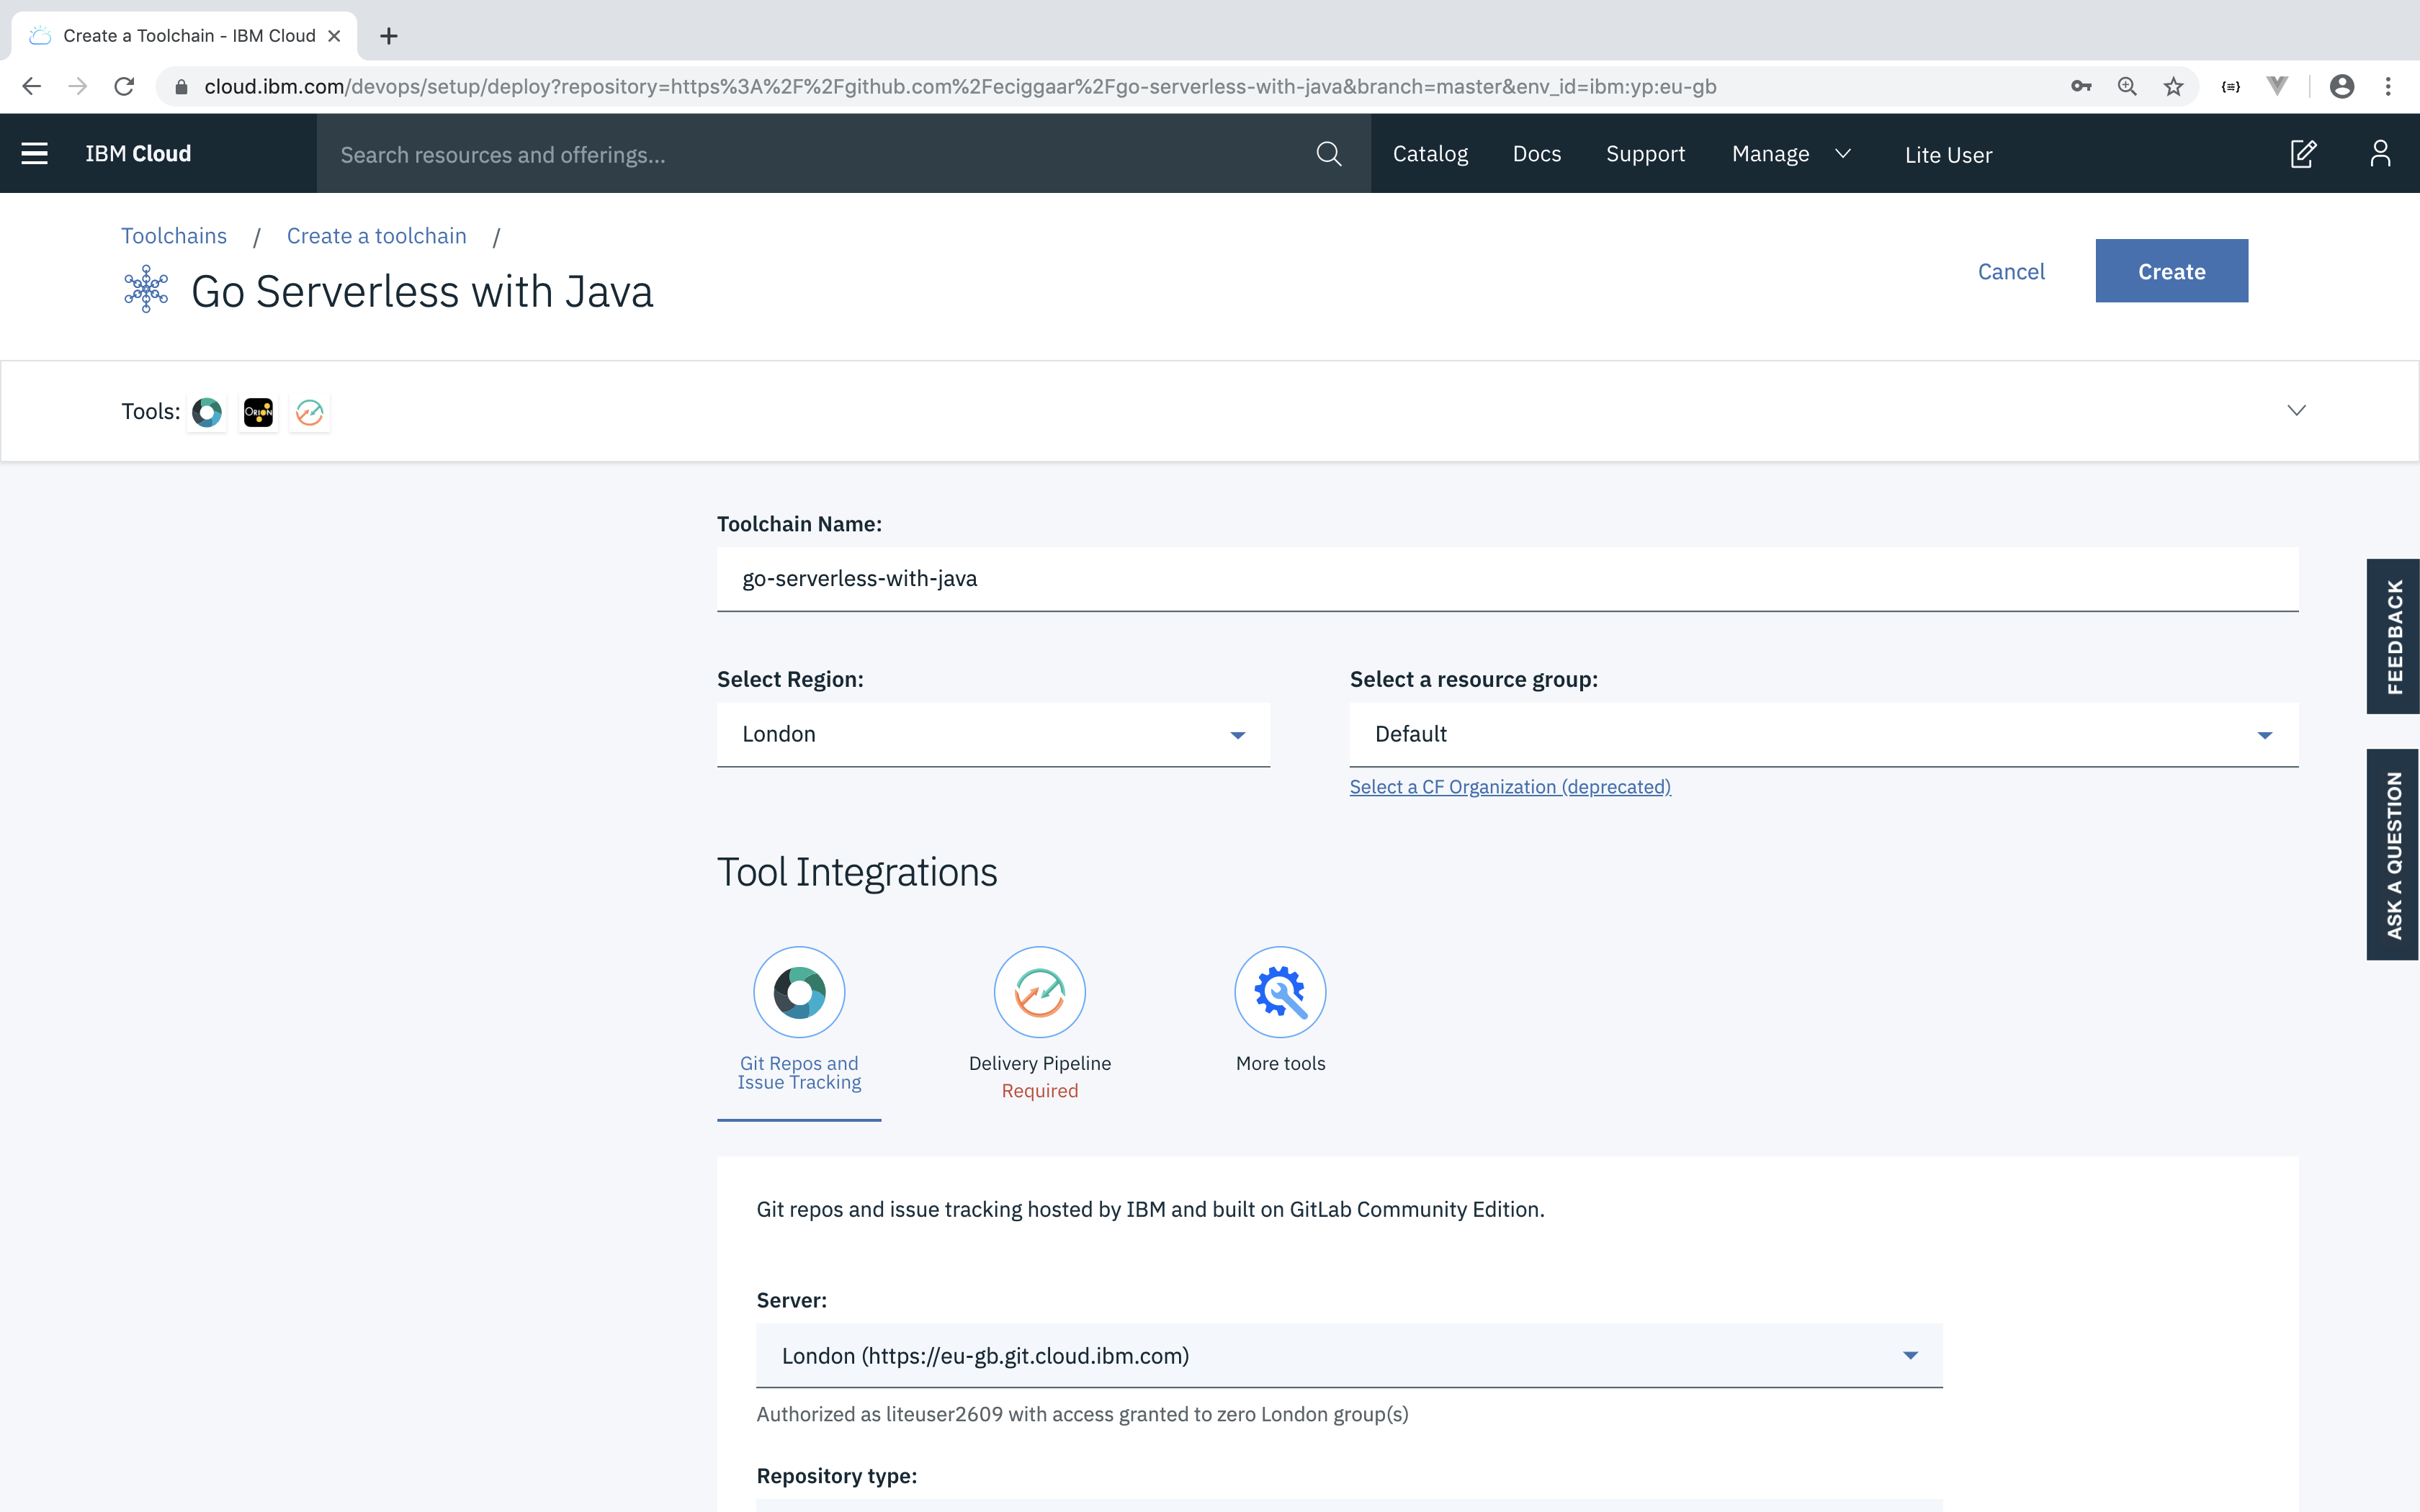 Create a Toolchain - IBM Cloud
cloud.ibm.com/devops/setup/deploy?repository=https%3A%2F%2Fgithub.com%2Feciggaar%2Fgo-serverless-with-java&branch=master&env_id=ibm:yp:eu-gb
IBM Cloud
Search resources and offerings...
Catalog
Docs
Support
Manage
Lite User
Toolchains / Create a toolchain /
Go Serverless with Java
Cancel
Create
Tools:
ORION
Toolchain Name:
go-serverless-with-java
Select Region:
Select a resource group:
London
Default
Select a CF Organization (deprecated)
FEEDBACK
ASK A QUESTION
Tool Integrations
Git Repos and
Issue Tracking
Delivery Pipeline
Required
More tools
Git repos and issue tracking hosted by IBM and built on GitLab Community Edition.
Server:
London (https://eu-gb.git.cloud.ibm.com)
Authorized as liteuser2609 with access granted to zero London group(s)
Repository type: